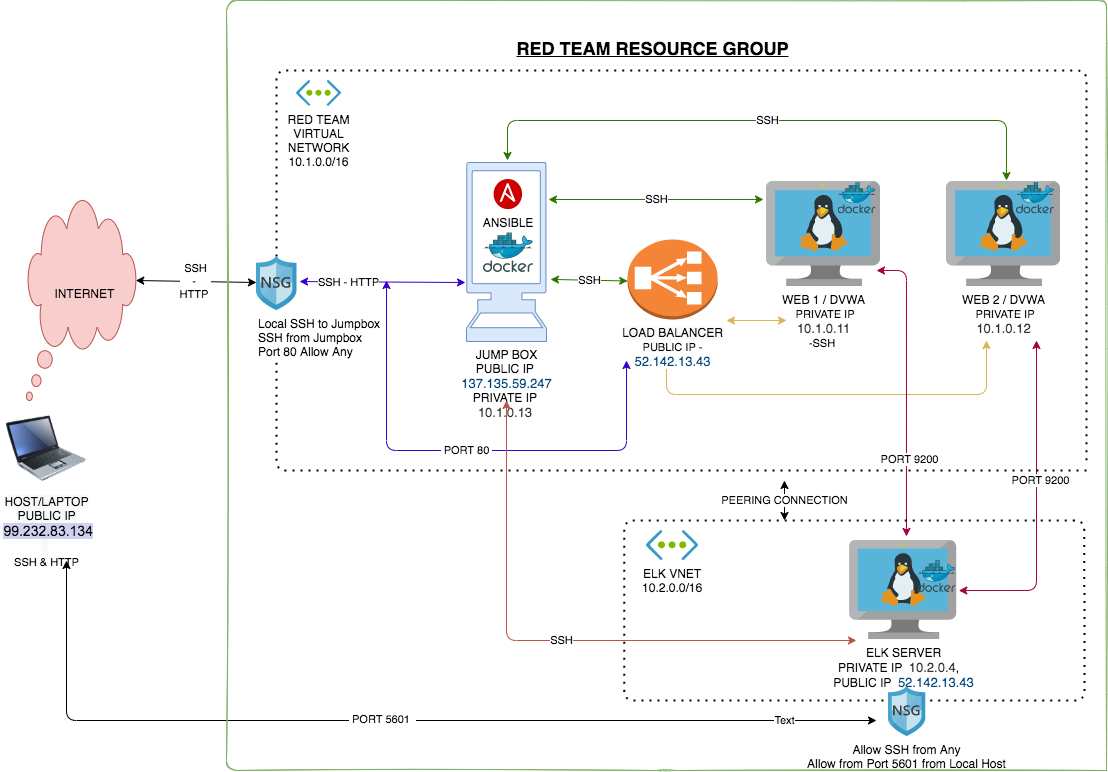 RED TEAM RESOURCE GROUP
RED TEAM
VIRTUAL
NETWORK
10.1.0.0/16
SSH
ANSIBLE
docker
SSH
SSH
docker
docker
INTERNET
SSH
-
HTTP
NSG
SSH - HTTP
Local SSH to Jumpbox
SSH from Jumpbox
Port 80 Allow Any
JUMP BOX
PUBLIC IP
137.135.59.247
PRIVATE IP
10.1.0.13
LOAD BALANCER
PUBLIC IP -
52.142.13.43
WEB 1 / DVWA
PRIVATE IP
10.1.0.11
-SSH
WEB 2 / DVWA
PRIVATE IP
10.1.0.12
PORT 80
PORT 9200
PORT 9200
HOST/LAPTOP
PUBLIC IP
99.232.83.134
SSH & HTTP
PEERING CONNECTION
ELK VNET
10.2.0.0/16
docker
SSH
ELK SERVER
PRIVATE IP 10.2.0.4,
PUBLIC IP 52.142.13.43
NSG
PORT 5601
Text
Allow SSH from Any
Allow from Port 5601 from Local Host